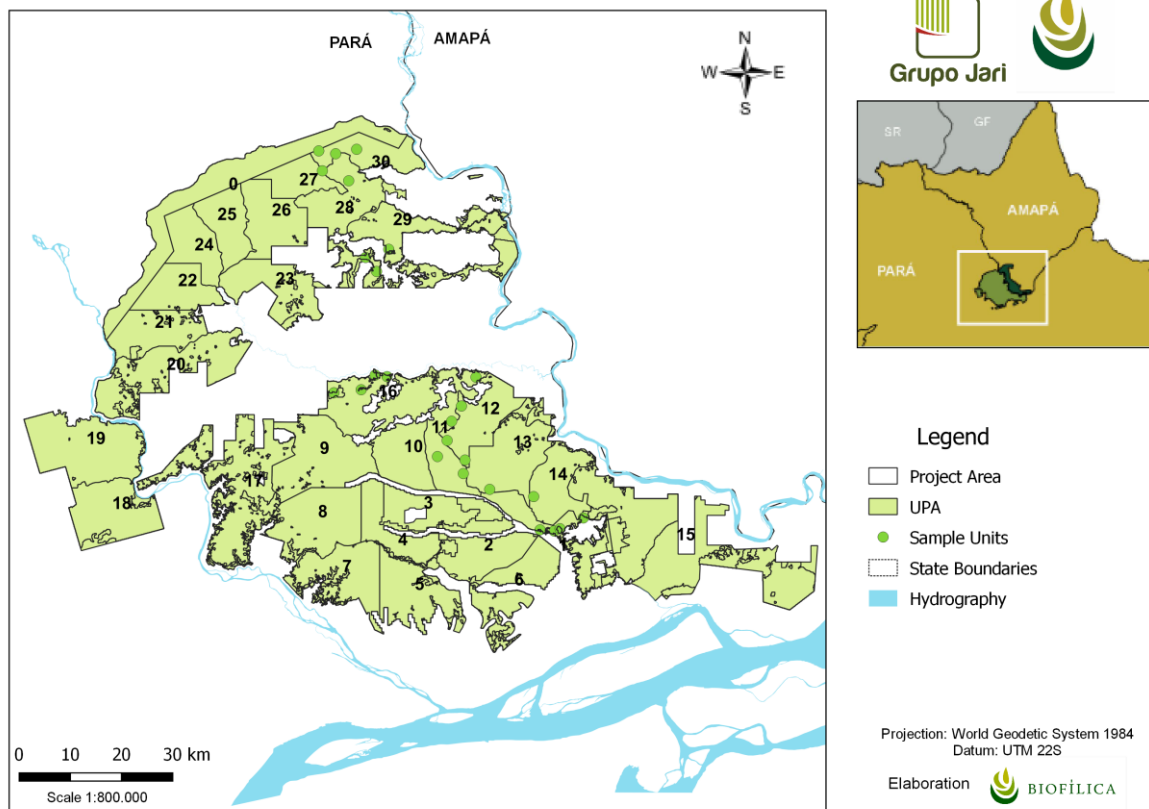 PARÁ
AMAPÁ
N
W
E
S
30
27
0
28
25
26
29
24
23
22
21
20
16
19
12
11
10
13
9
14
17
18
3
8
15
4
2
1
7
5
6
0 10 20 30 km
Scale 1:800.000
Grupo Jari
SR
GF
AMAPÁ
PARÁ
Legend
Project Area
UPA
Sample Units
State Boundaries
Hydrography
Projection: World Geodetic System 1984
Datum: UTM 22S
Elaboration
BIOFÍLICA